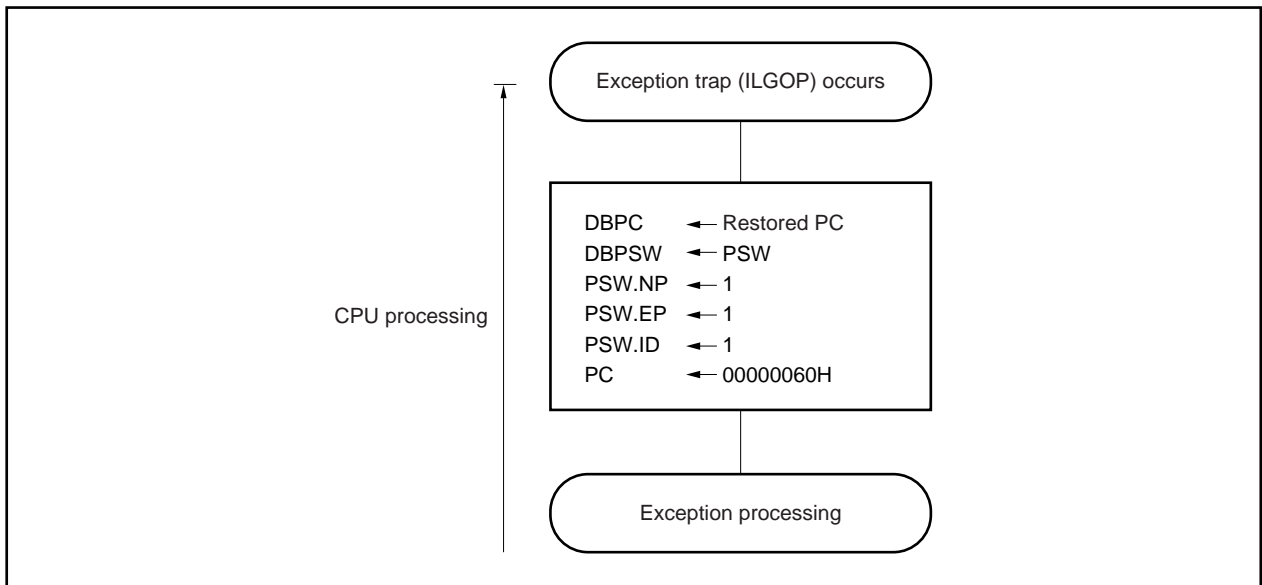 Exception trap (ILGOP) occurs
CPU processing
DBPC ← Restored PC
DBPSW ← PSW
PSW.NP ← 1
PSW.EP ← 1
PSW.ID ← 1
PC ← 00000060H
Exception processing